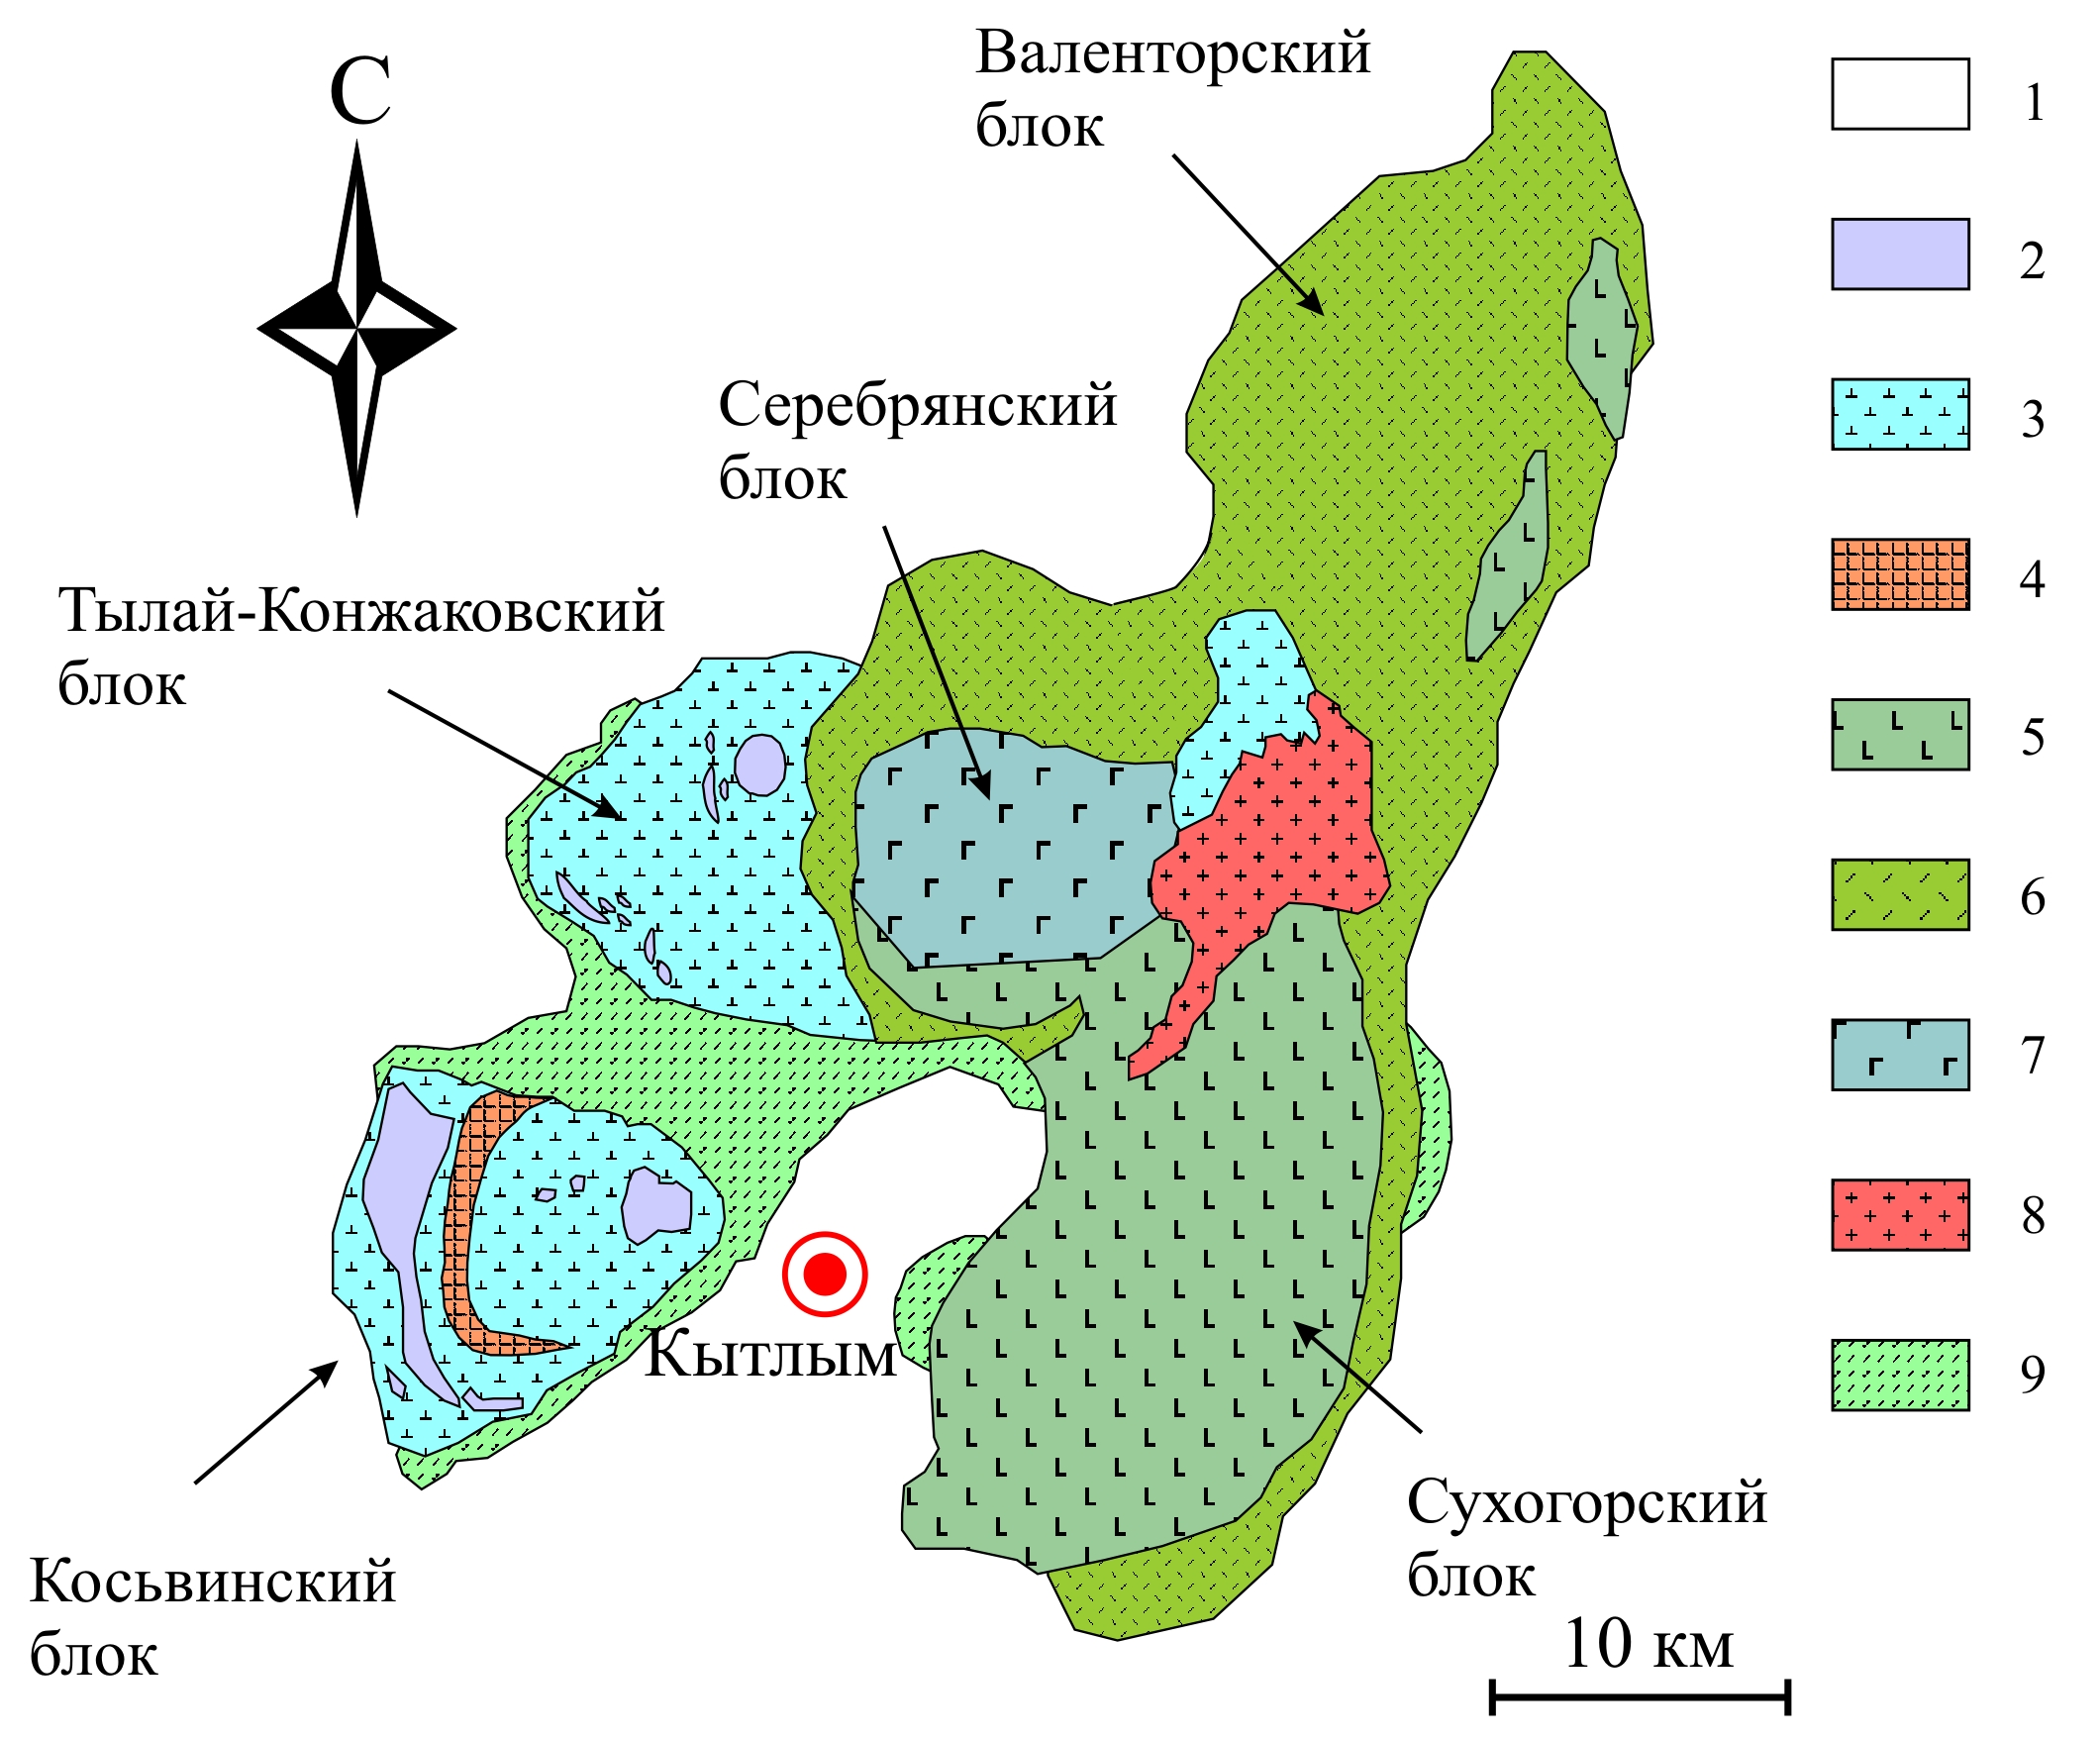 С
Валенторский
блок
Серебрянский
блок
Тылай-Конжаковский
блок
Кытлым
Косьвинский
блок
Сухогорский
блок
10 км
1
2
3
4
5
6
7
8
9